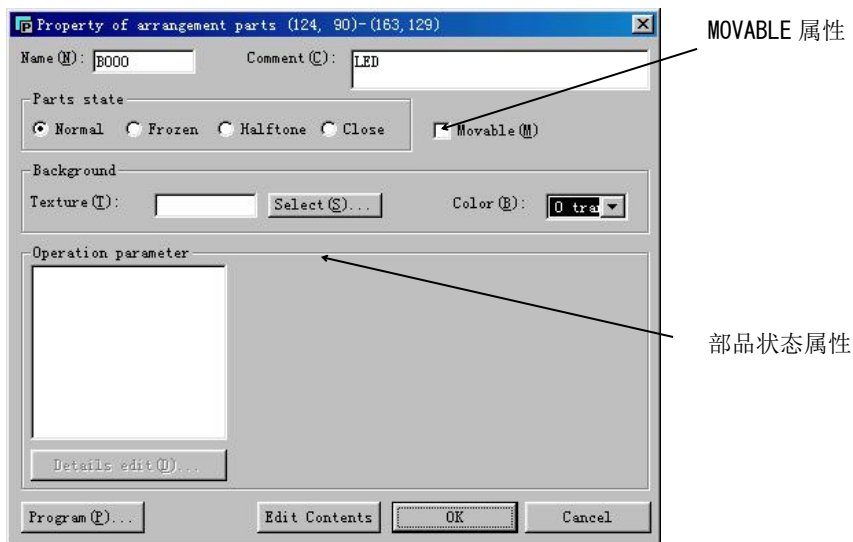 Property of arrangement parts (124, 90)-(163,129)
MOVABLE 属性
Name(N): B000 Comment(C): LED
Parts state
Normal Frozen Halftone Close Movable(M)
Background
Texture(T): Select(S)... Color(B): 0 tra
Operation parameter
部品状态属性
Details edit(D)...
Program(P)... Edit Contents OK Cancel